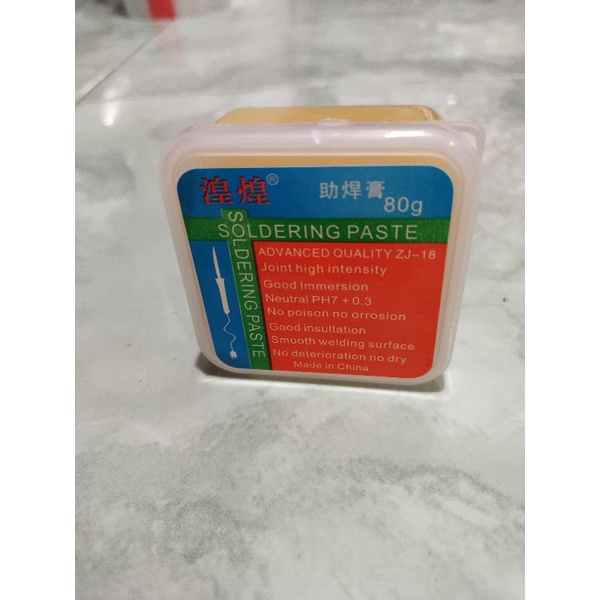 湟煌®
助焊膏
80g
SOLDERING PASTE
SOLDERING PASTE
ADVANCED QUALITY ZJ-18
Joint high intensity
Good Immersion
Neutral PH7 + 0.3
No poison no orrosion
Good insultation
Smooth welding surface
No deterioration no dry
Made in China